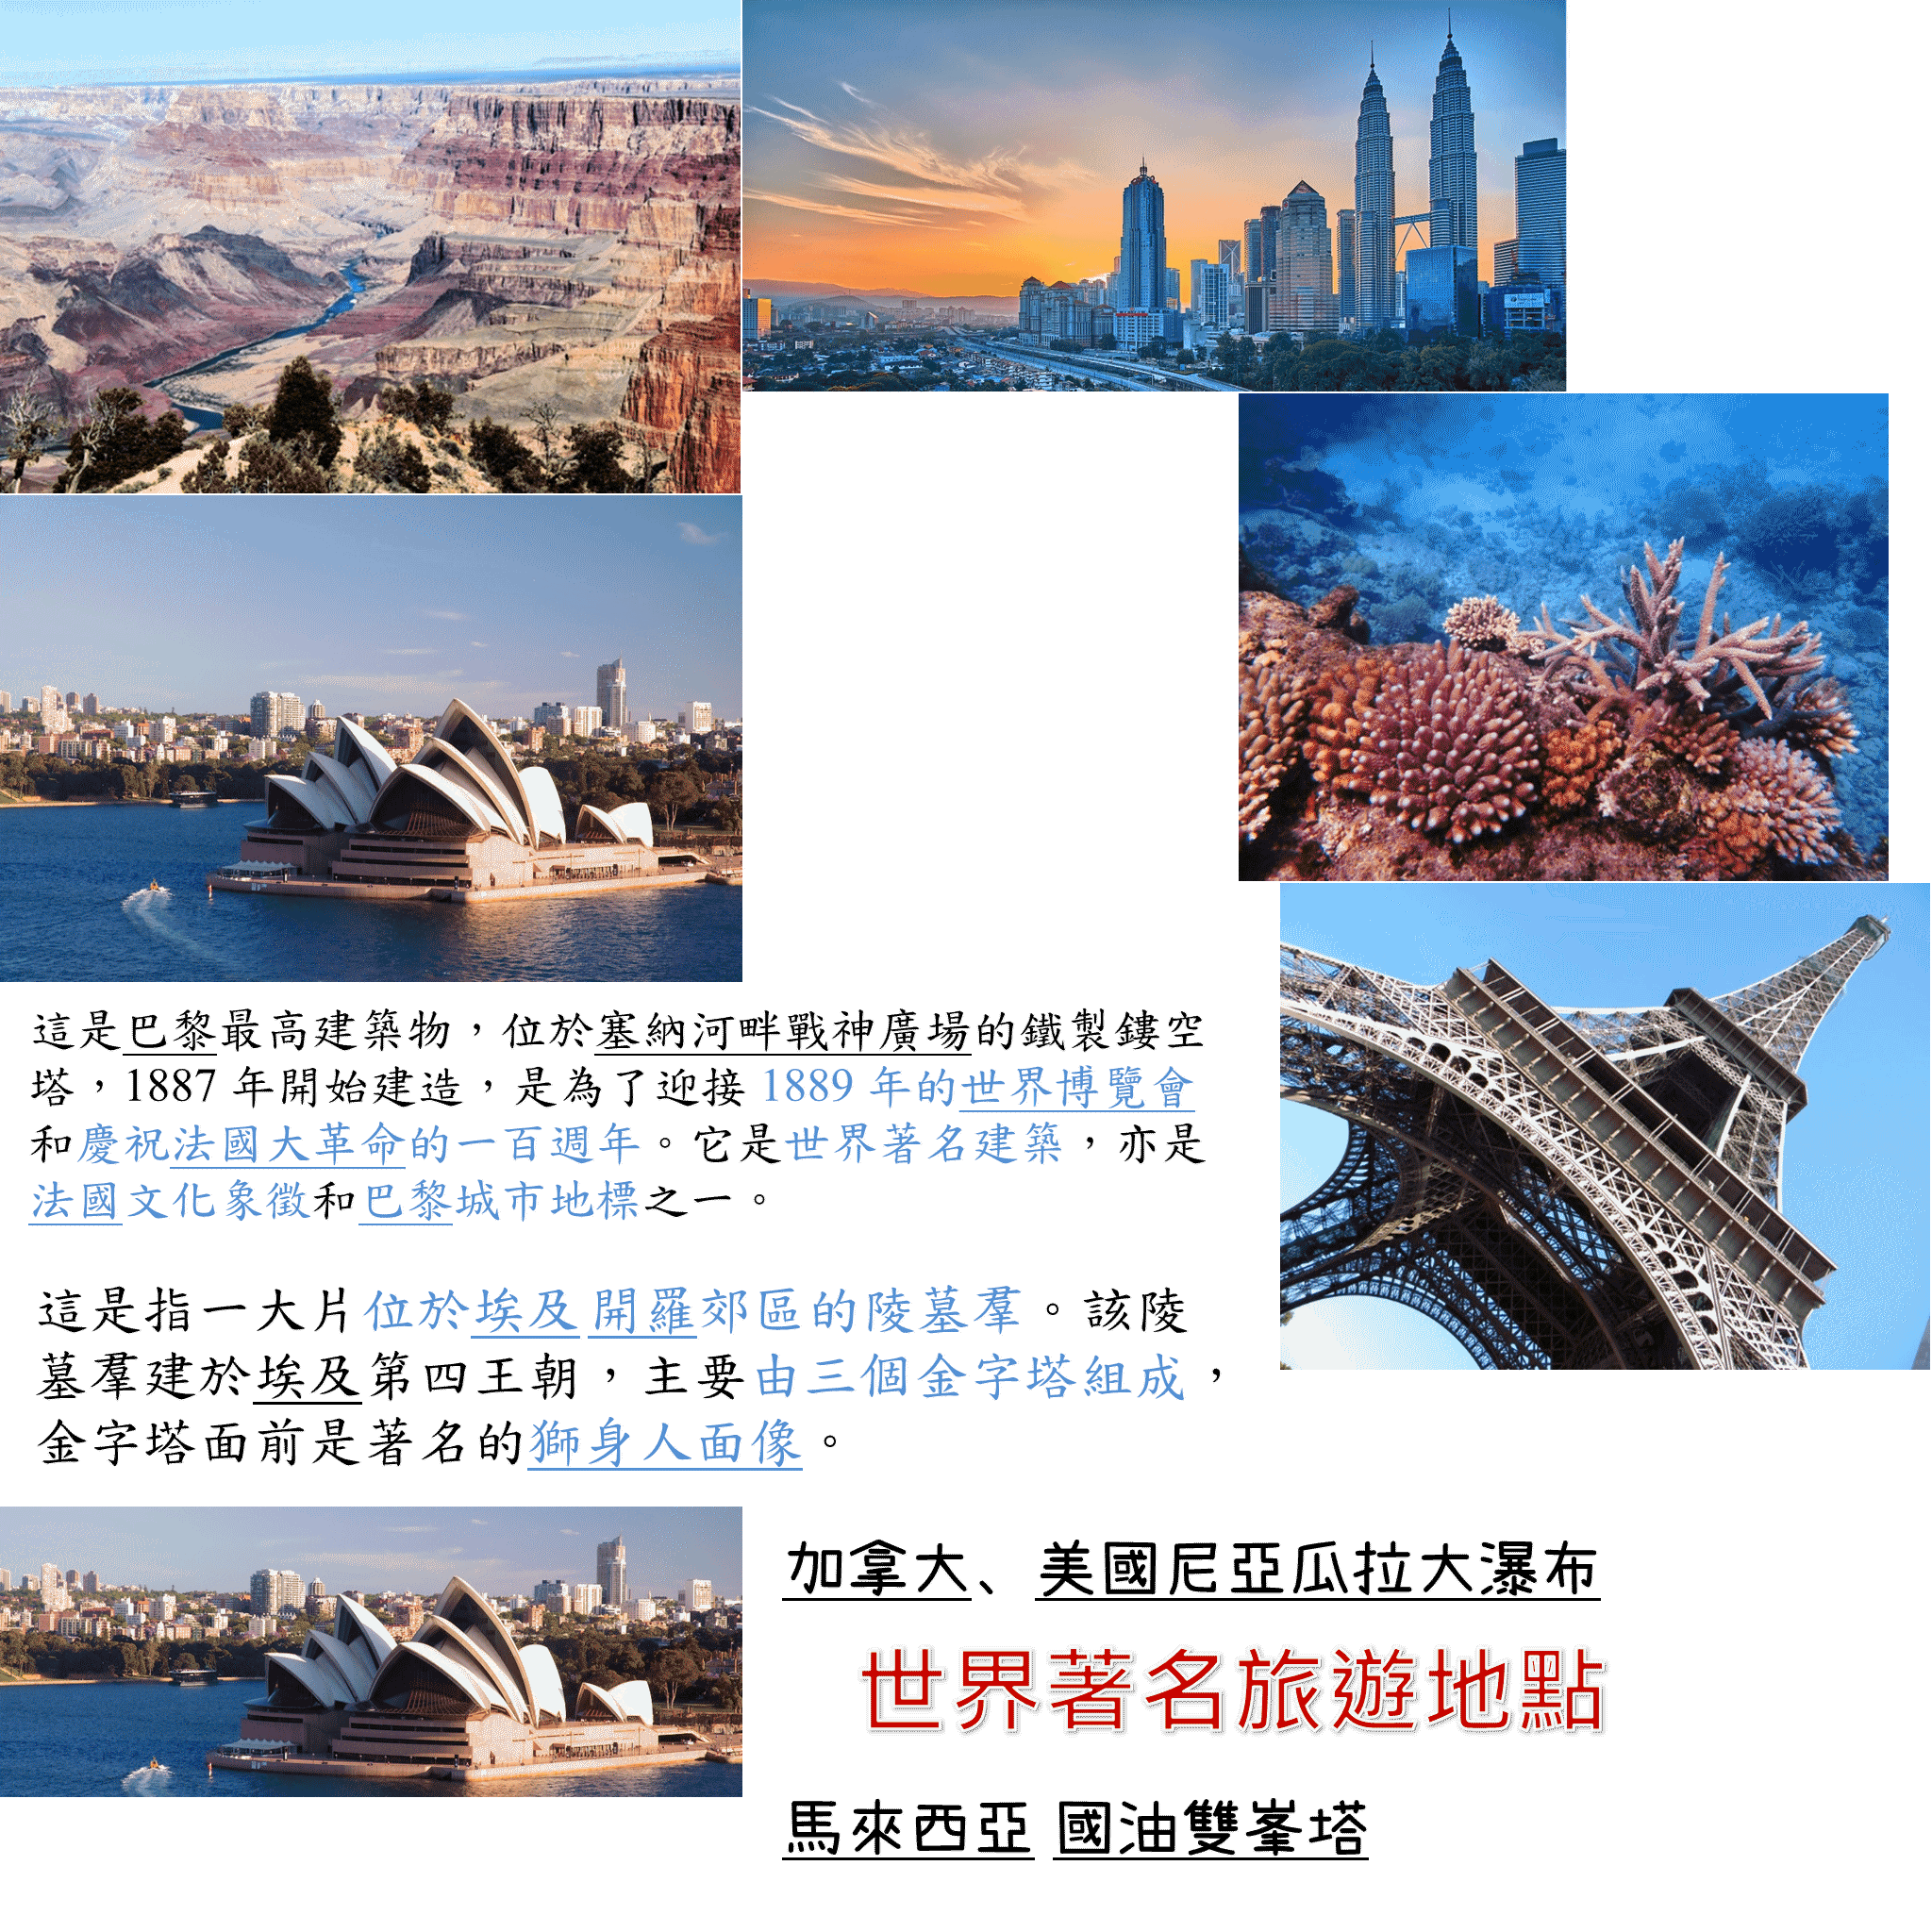 這是巴黎最高建築物，位於塞納河畔戰神廣場的鐵製鏤空
塔，1887 年開始建造，是為了迎接 1889 年的世界博覽會
和慶祝法國大革命的一百週年。它是世界著名建築，亦是
法國文化象徵和巴黎城市地標之一。
這是指一大片位於埃及 開羅郊區的陵墓羣。該陵
墓羣建於埃及第四王朝，主要由三個金字塔組成，
金字塔面前是著名的獅身人面像。
加拿大、美國尼亞瓜拉大瀑布
世界著名旅遊地點
馬來西亞 國油雙峯塔